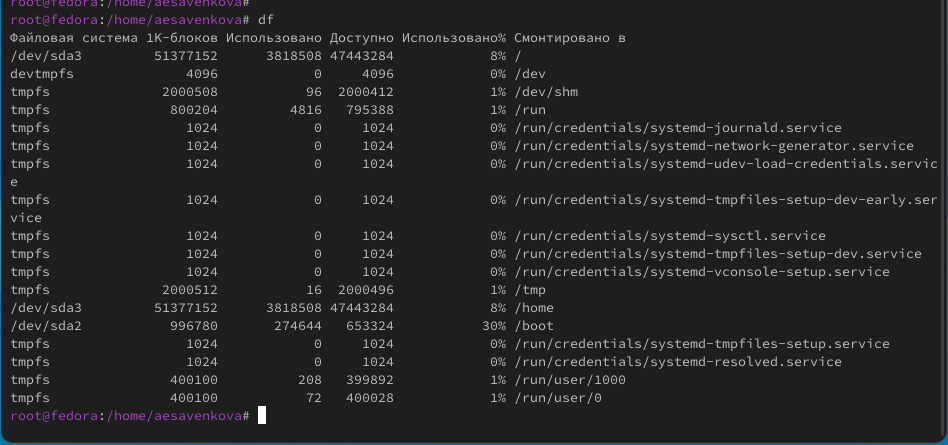 root@fedora:/home/aesavenkova#
root@fedora:/home/aesavenkova# df
Файловая система 1K-блоков Использовано Доступно Использовано% Смонтировано в
/dev/sda3 51377152 3818508 47443284 8% /
devtmpfs 4096 0 4096 0% /dev
tmpfs 2000508 96 2000412 1% /dev/shm
tmpfs 800204 4816 795388 1% /run
tmpfs 1024 0 1024 0% /run/credentials/systemd-journald.service
tmpfs 1024 0 1024 0% /run/credentials/systemd-network-generator.service
tmpfs 1024 0 1024 0% /run/credentials/systemd-udev-load-credentials.servic
e
tmpfs 1024 0 1024 0% /run/credentials/systemd-tmpfiles-setup-dev-early.ser
vice
tmpfs 1024 0 1024 0% /run/credentials/systemd-sysctl.service
tmpfs 1024 0 1024 0% /run/credentials/systemd-tmpfiles-setup-dev.service
tmpfs 1024 0 1024 0% /run/credentials/systemd-vconsole-setup.service
tmpfs 2000512 16 2000496 1% /tmp
/dev/sda3 51377152 3818508 47443284 8% /home
/dev/sda2 996780 274644 653324 30% /boot
tmpfs 1024 0 1024 0% /run/credentials/systemd-tmpfiles-setup.service
tmpfs 1024 0 1024 0% /run/credentials/systemd-resolved.service
tmpfs 400100 208 399892 1% /run/user/1000
tmpfs 400100 72 400028 1% /run/user/0
root@fedora:/home/aesavenkova#